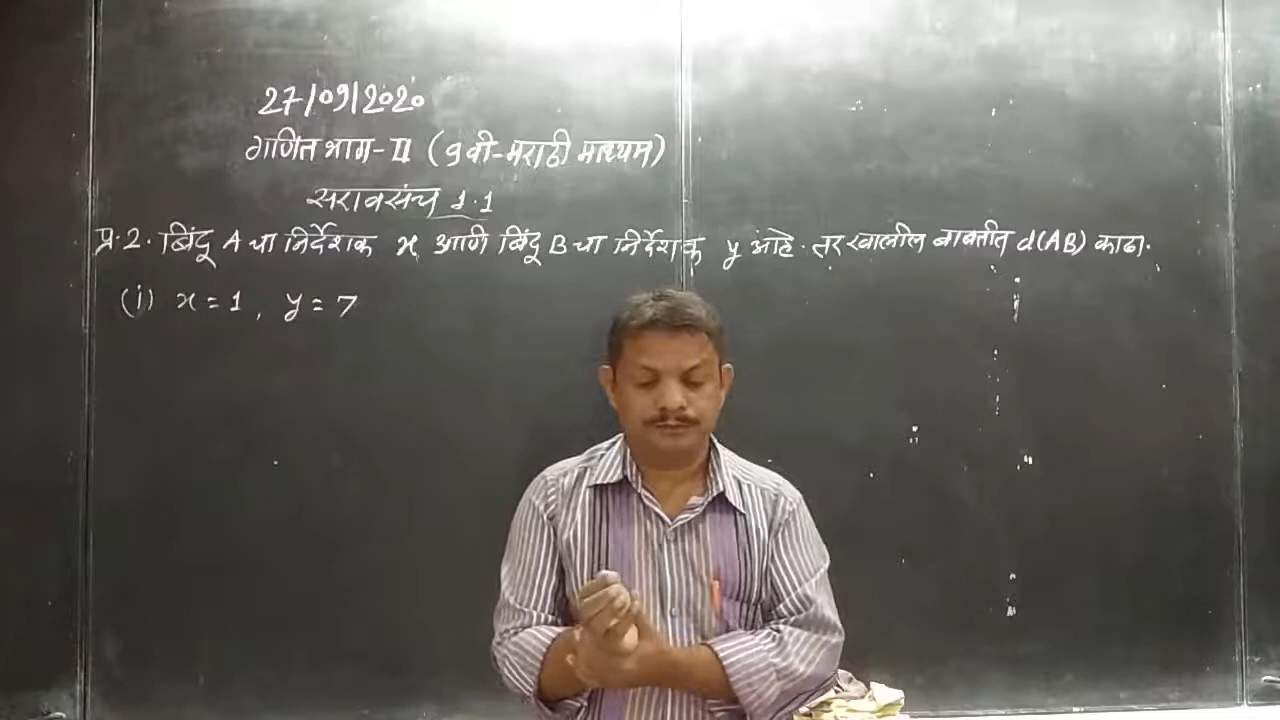 27/09/2020
गणित भाग-II (9वी-मराठी माध्यम)
सरावसंच 1.1
प्र.2. बिंदू A चा निर्देशक x आणि बिंदू B चा निर्देशक y आहे. तर खालील बाबतीत d(AB) काढा.
(i) x = 1, y = 7